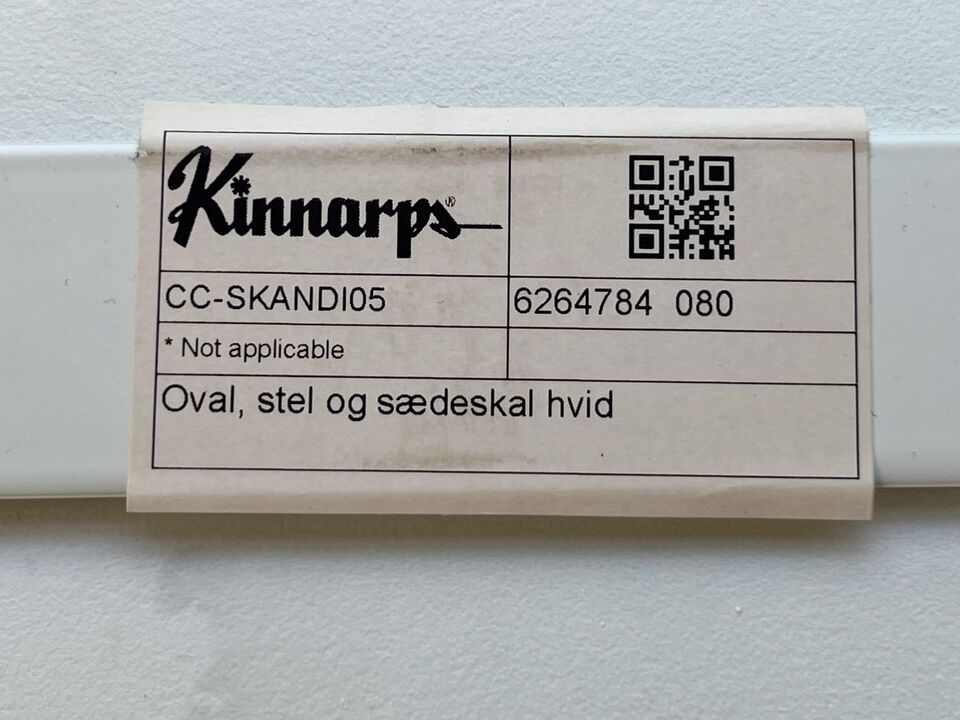 Kinnarps®
CC-SKANDI05
6264784 080
* Not applicable
Oval, stel og sædeskal hvid